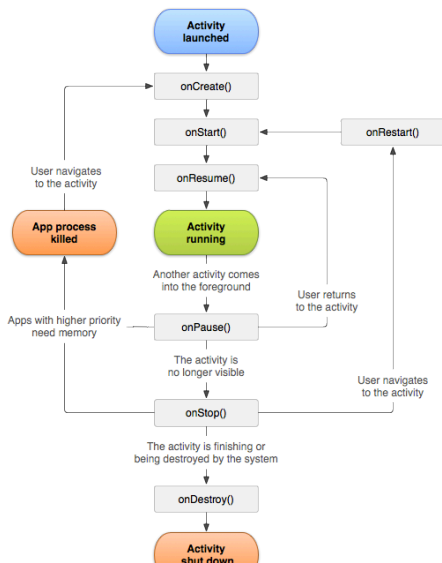 Activity
launched
onCreate()
onStart()
onRestart()
User navigates
to the activity
onResume()
App process
killed
Activity
running
Another activity comes
into the foreground
User returns
to the activity
Apps with higher priority
need memory
onPause()
The activity is
no longer visible
User navigates
to the activity
onStop()
The activity is finishing or
being destroyed by the system
onDestroy()
Activity
shut down